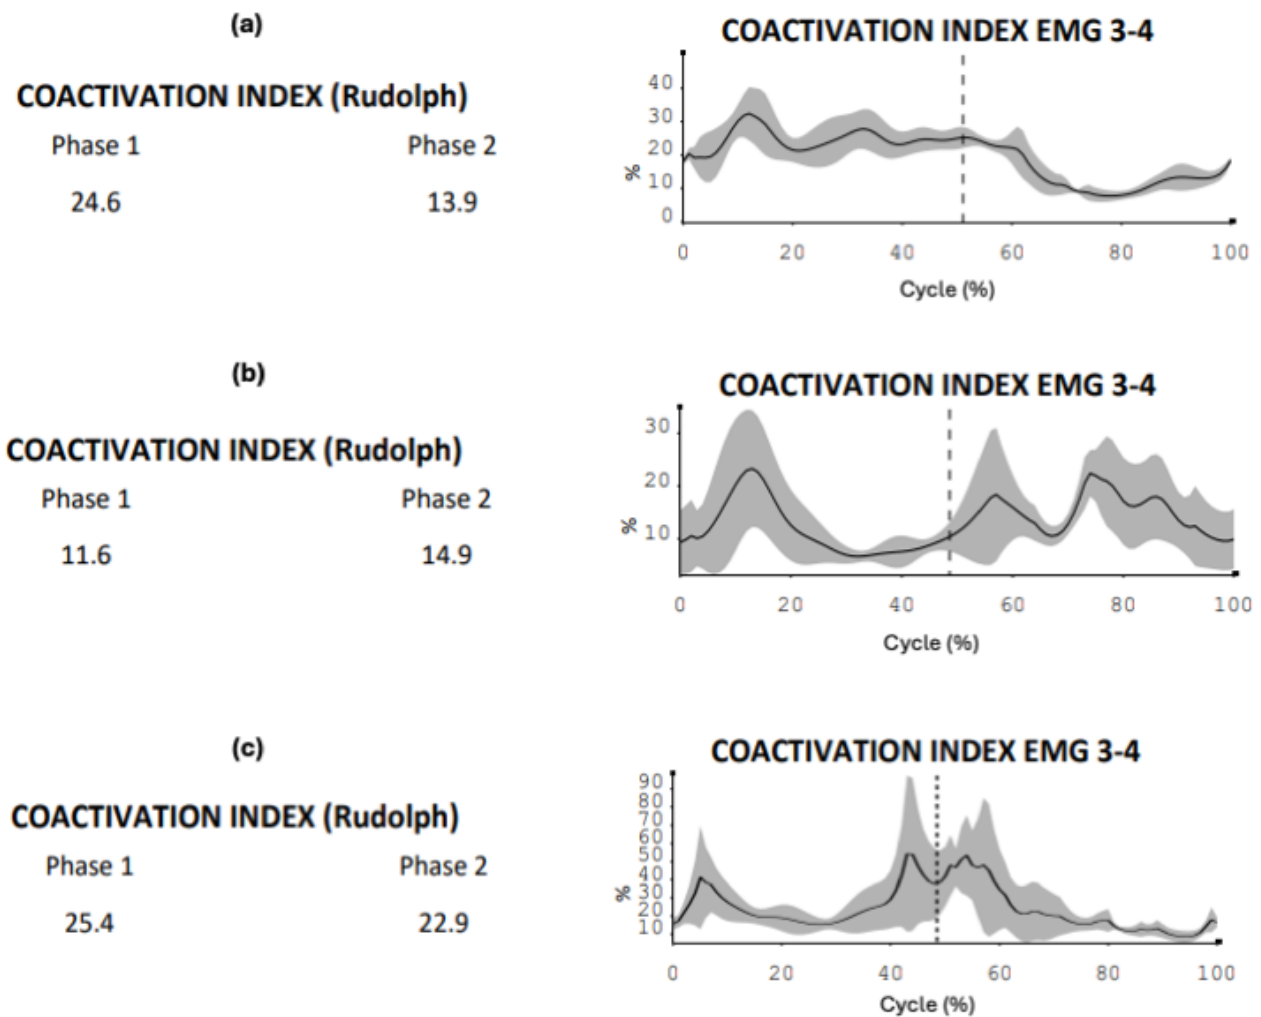 (a)
COACTIVATION INDEX (Rudolph)
Phase 1 Phase 2
24.6 13.9
COACTIVATION INDEX EMG 3-4
40
30
20
10
0
%
0 20 40 60 80 100
Cycle (%)
(b)
COACTIVATION INDEX (Rudolph)
Phase 1 Phase 2
11.6 14.9
COACTIVATION INDEX EMG 3-4
30
20
10
%
0 20 40 60 80 100
Cycle (%)
(c)
COACTIVATION INDEX (Rudolph)
Phase 1 Phase 2
25.4 22.9
COACTIVATION INDEX EMG 3-4
90
80
70
60
50
40
30
20
10
%
0 20 40 60 80 100
Cycle (%)